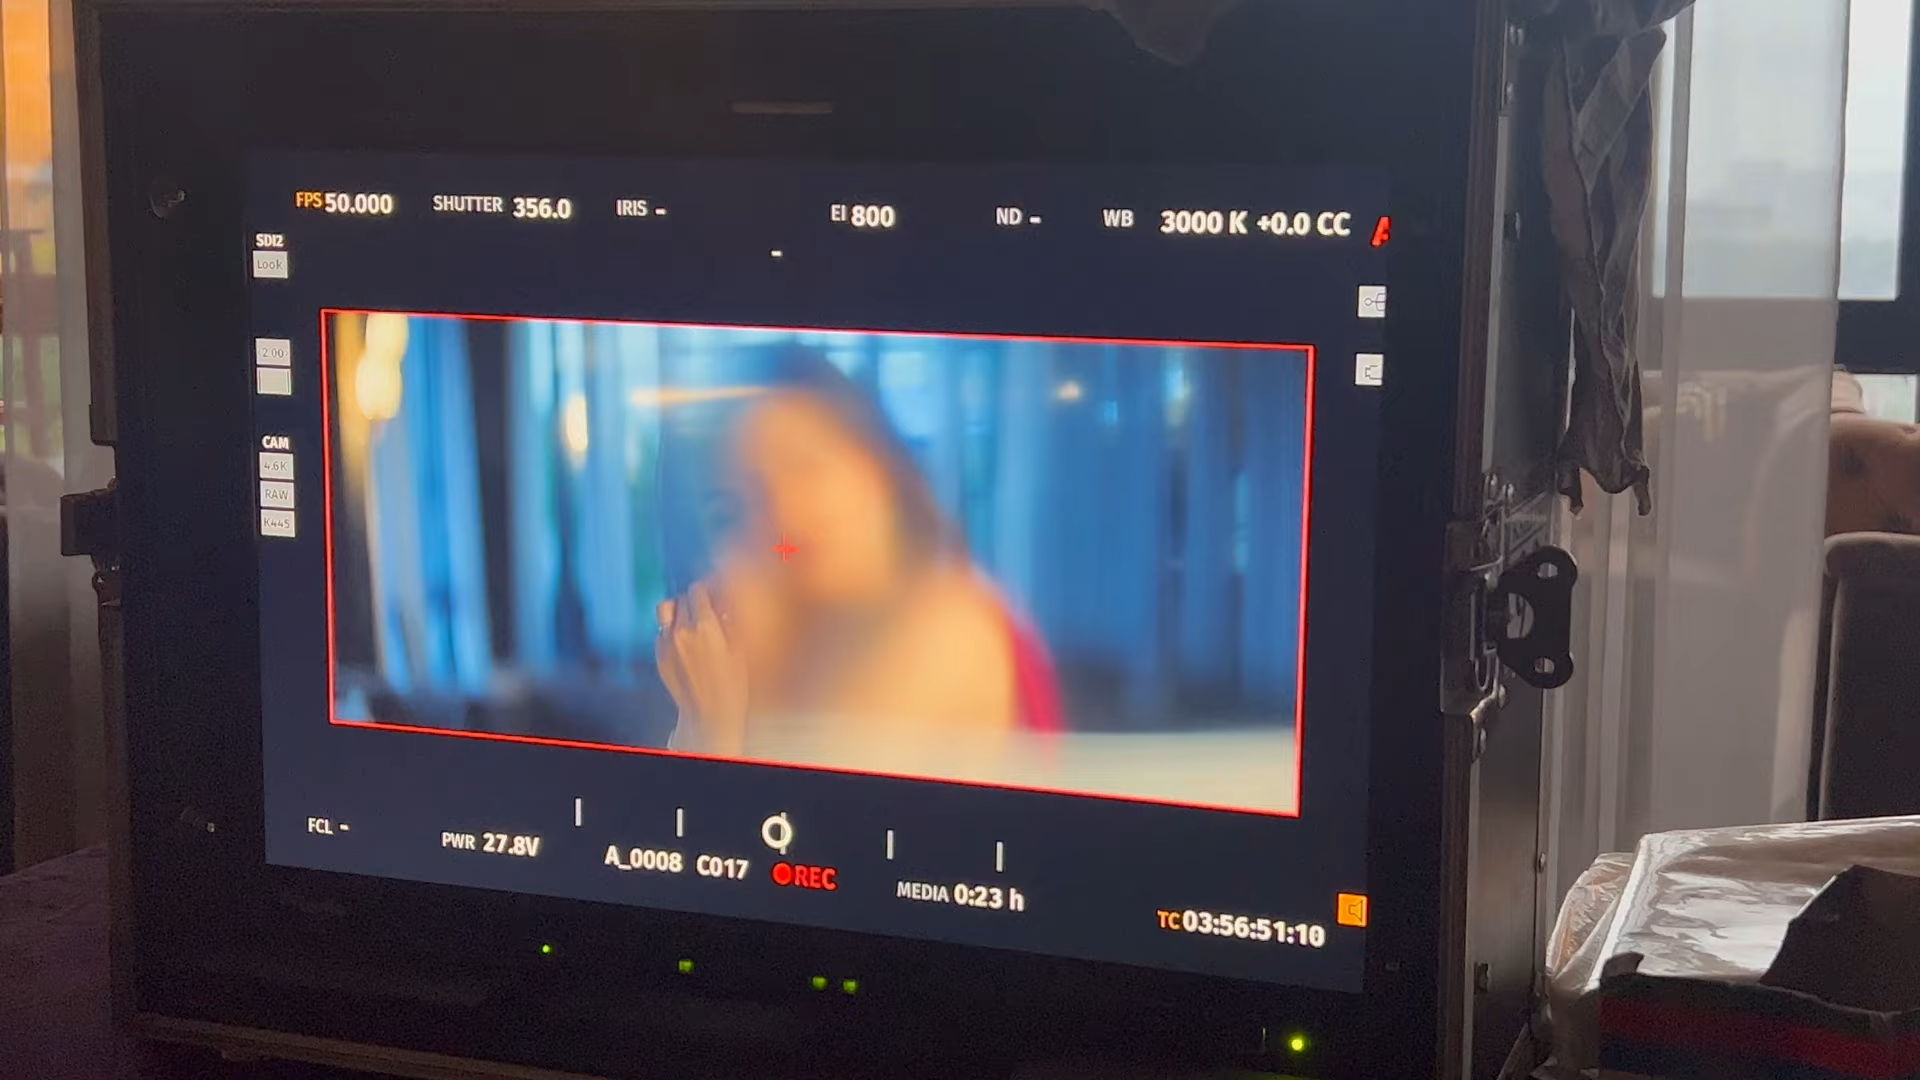 FPS 50.000 SHUTTER 356.0 IRIS - EI 800 ND - WB 3000 K +0.0 CC A
-
SDI2
Look
2.00
CAM
4.6K
RAW
K445
FCL - PWR 27.8V A_0008 C017 REC MEDIA 0:23 h TC 03:56:51:10